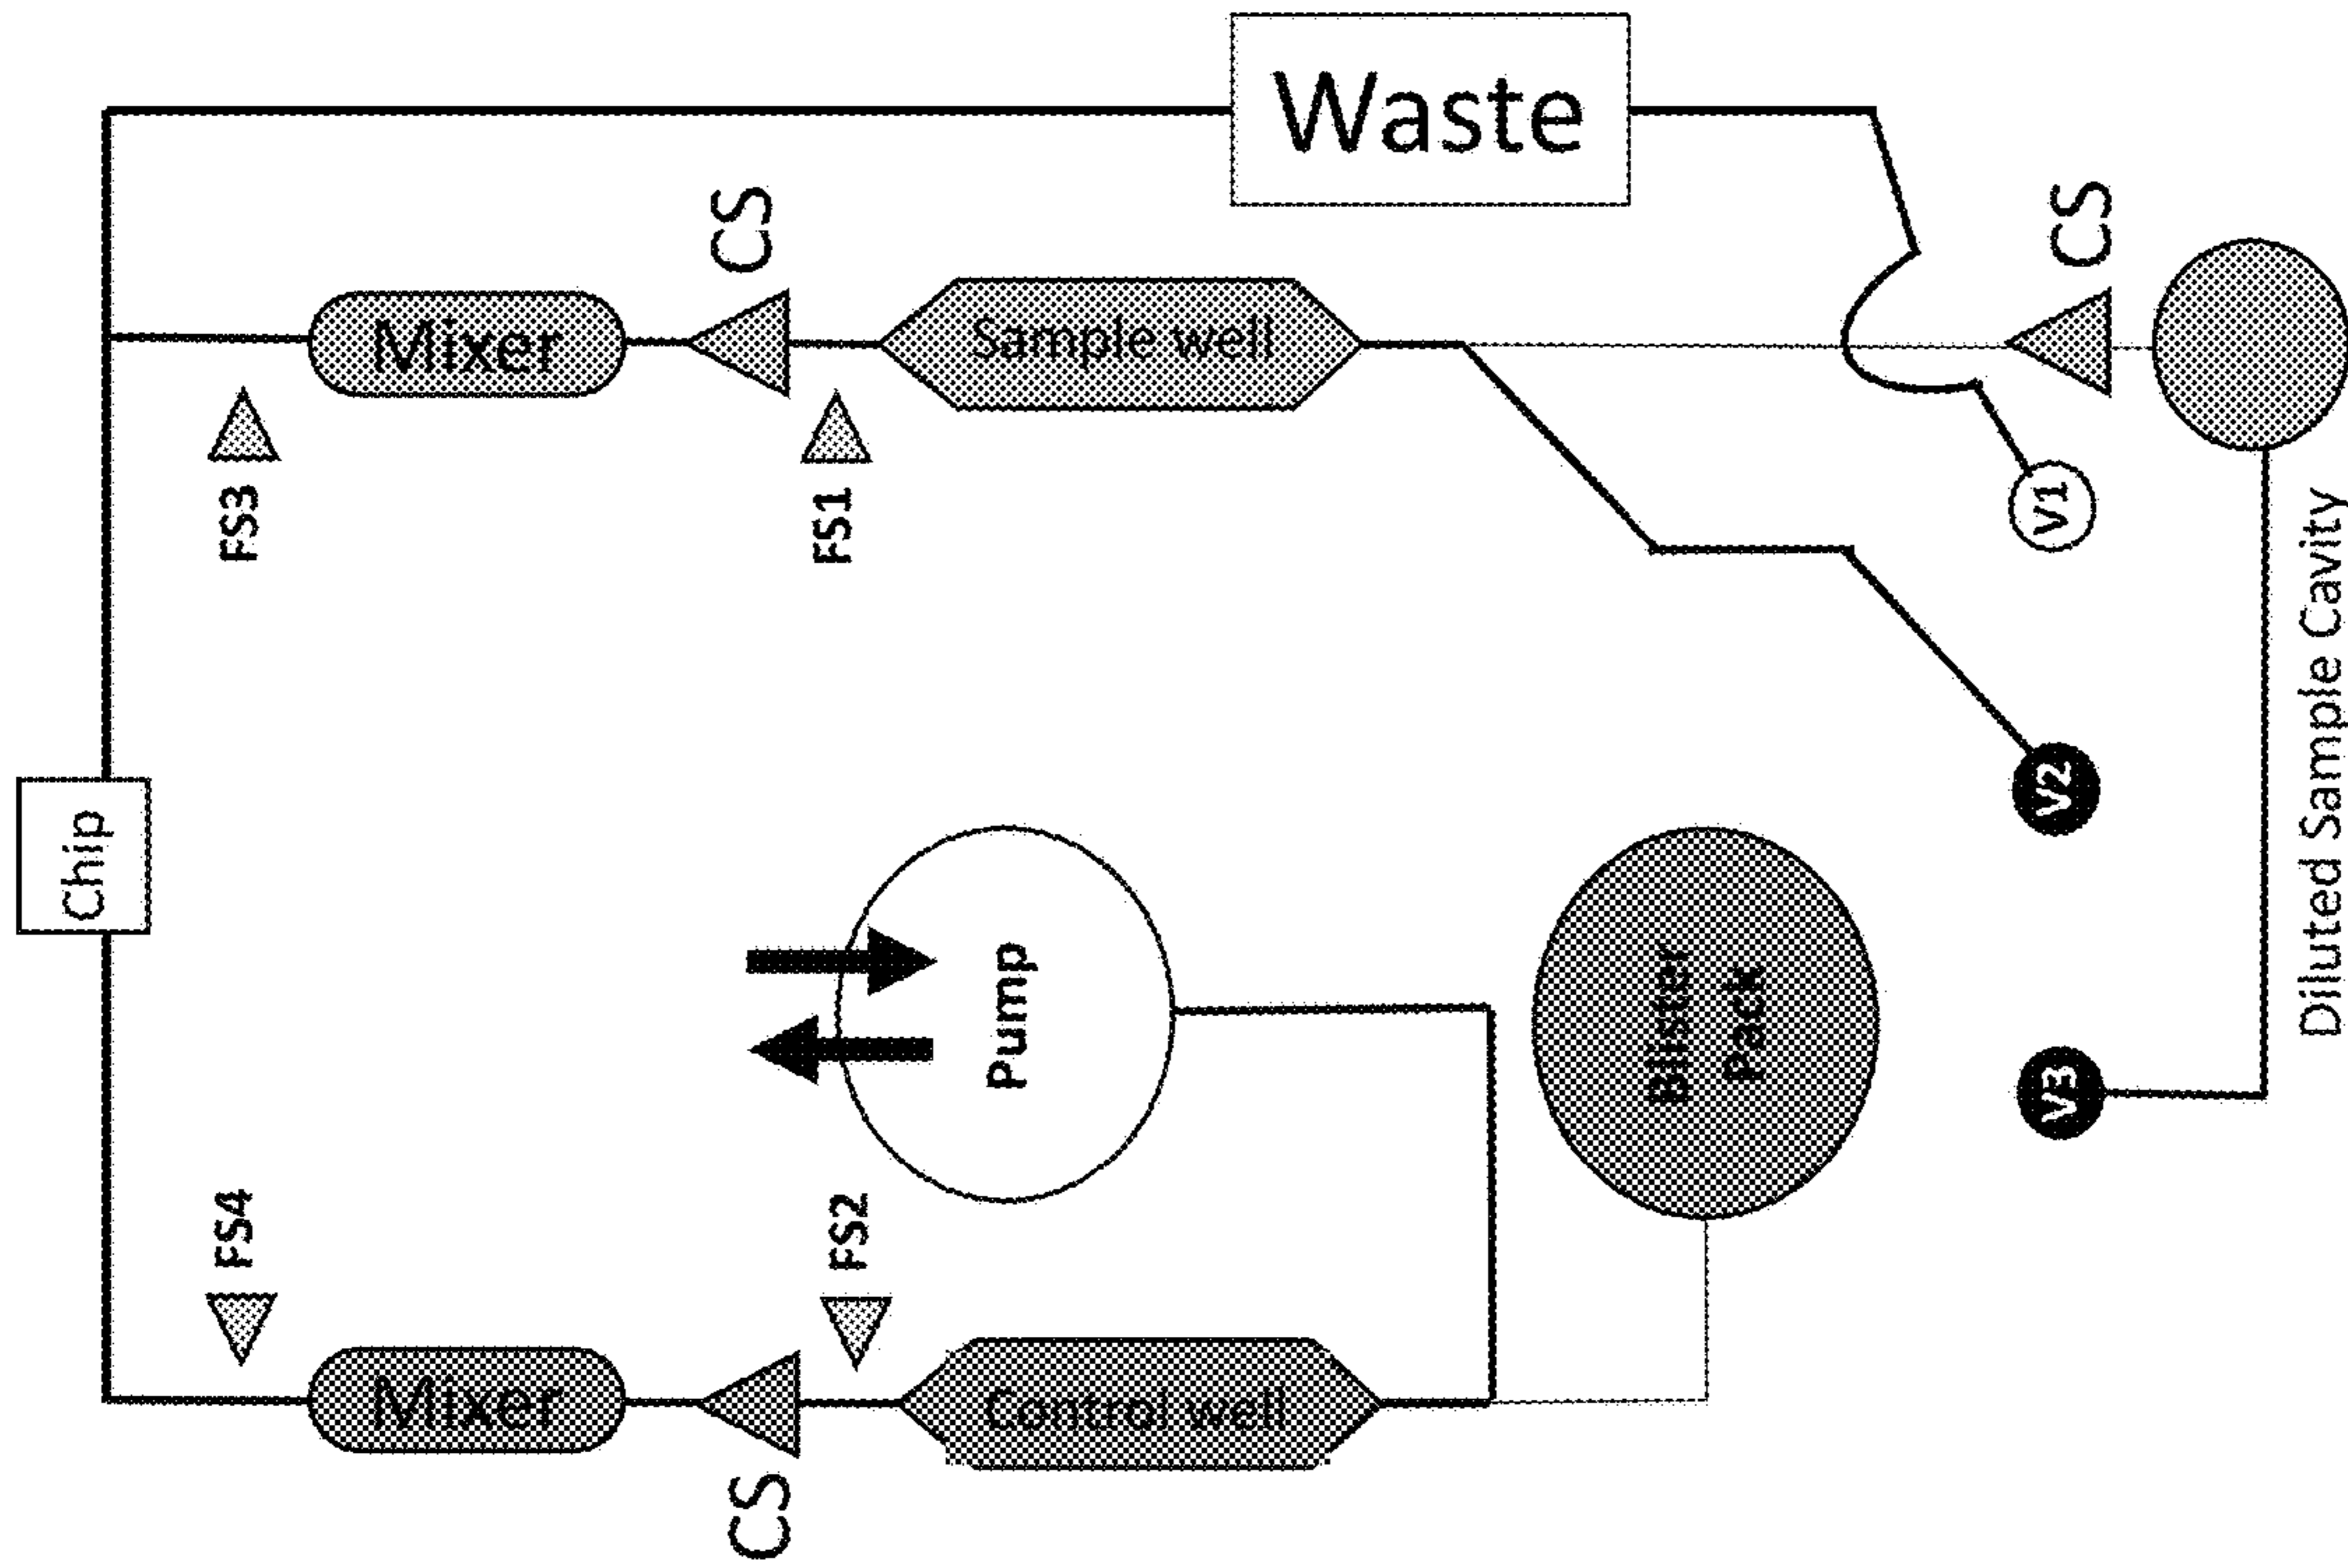 Waste
CS
CS
Mixer
Sample well
FS3
FS1
V1
Chip
V2
Pump
Blister
Pack
V3
Diluted Sample Cavity
FS4
FS2
Mixer
Control well
CS